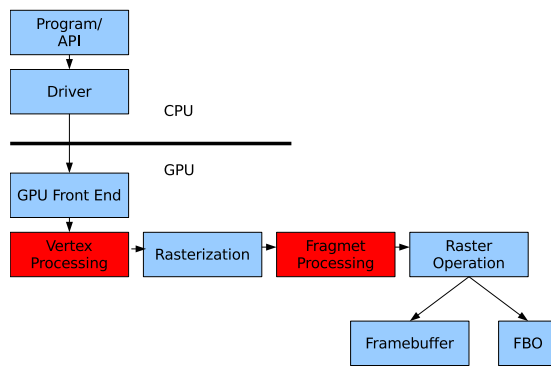 Program/
API
Driver
CPU
GPU
GPU Front End
Vertex
Processing
Rasterization
Fragmet
Processing
Raster
Operation
Framebuffer
FBO